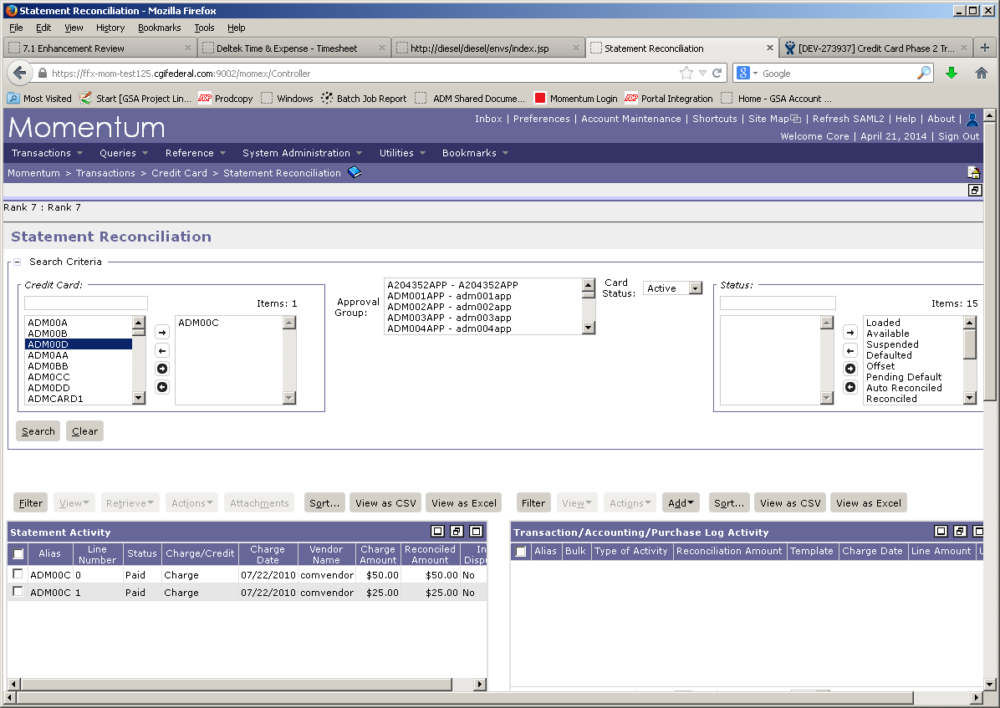 Statement Reconciliation - Mozilla Firefox
File Edit View History Bookmarks Tools Help
7.1 Enhancement Review
Deltek Time & Expense - Timesheet
http://diesel/diesel/envs/index.jsp
Statement Reconciliation
[DEV-273937] Credit Card Phase 2 Tr...
https://ffx-mom-test125.cgifederal.com:9002/momex/Controller
Google
Most Visited Start [GSA Project Lin... Prodcopy Windows Batch Job Report ADM Shared Docume... Momentum Login Portal Integration Home - GSA Account ...
Momentum
Inbox | Preferences | Account Maintenance | Shortcuts | Site Map | Refresh SAML2 | Help | About |
Welcome Core | April 21, 2014 | Sign Out
Transactions Queries Reference System Administration Utilities Bookmarks
Momentum > Transactions > Credit Card > Statement Reconciliation
Rank 7 : Rank 7
Statement Reconciliation
Search Criteria
Credit Card:
Items: 1
ADM00A
ADM00B
ADM00D
ADM0AA
ADM0BB
ADM0CC
ADM0DD
ADMCARD1
ADM00C
Approval Group:
A204352APP - A204352APP
ADM001APP - adm001app
ADM002APP - adm002app
ADM003APP - adm003app
ADM004APP - adm004app
Card Status:
Active
Status:
Items: 15
Loaded
Available
Suspended
Defaulted
Offset
Pending Default
Auto Reconciled
Reconciled
Search Clear
Filter View Retrieve Actions Attachments Sort... View as CSV View as Excel
Filter View Actions Add Sort... View as CSV View as Excel
Statement Activity
Alias Line Number Status Charge/Credit Charge Date Vendor Name Charge Amount Reconciled Amount In Dispu
ADM00C 0 Paid Charge 07/22/2010 comvendor $50.00 $50.00 No
ADM00C 1 Paid Charge 07/22/2010 comvendor $25.00 $25.00 No
Transaction/Accounting/Purchase Log Activity
Alias Bulk Type of Activity Reconciliation Amount Template Charge Date Line Amount